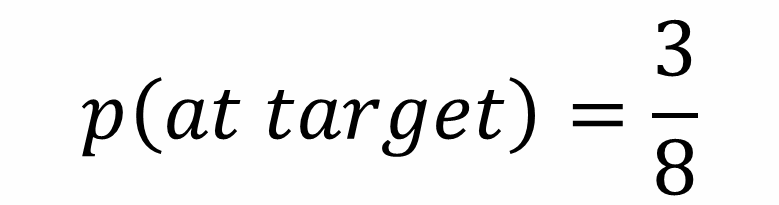 p(at target) = 3/8